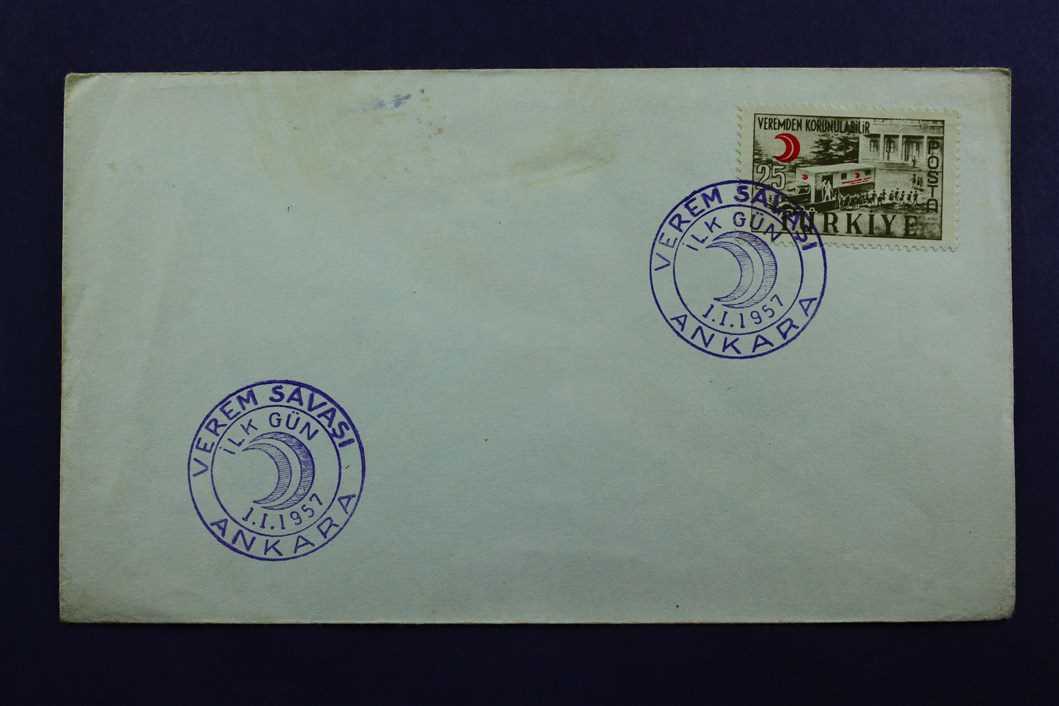 VEREMDEN KORUNULABİLİR
25
POSTA
TÜRKİYE
VEREM SAVAŞI
İLK GÜN
1.I.1957
ANKARA
VEREM SAVAŞI
İLK GÜN
1.I.1957
ANKARA